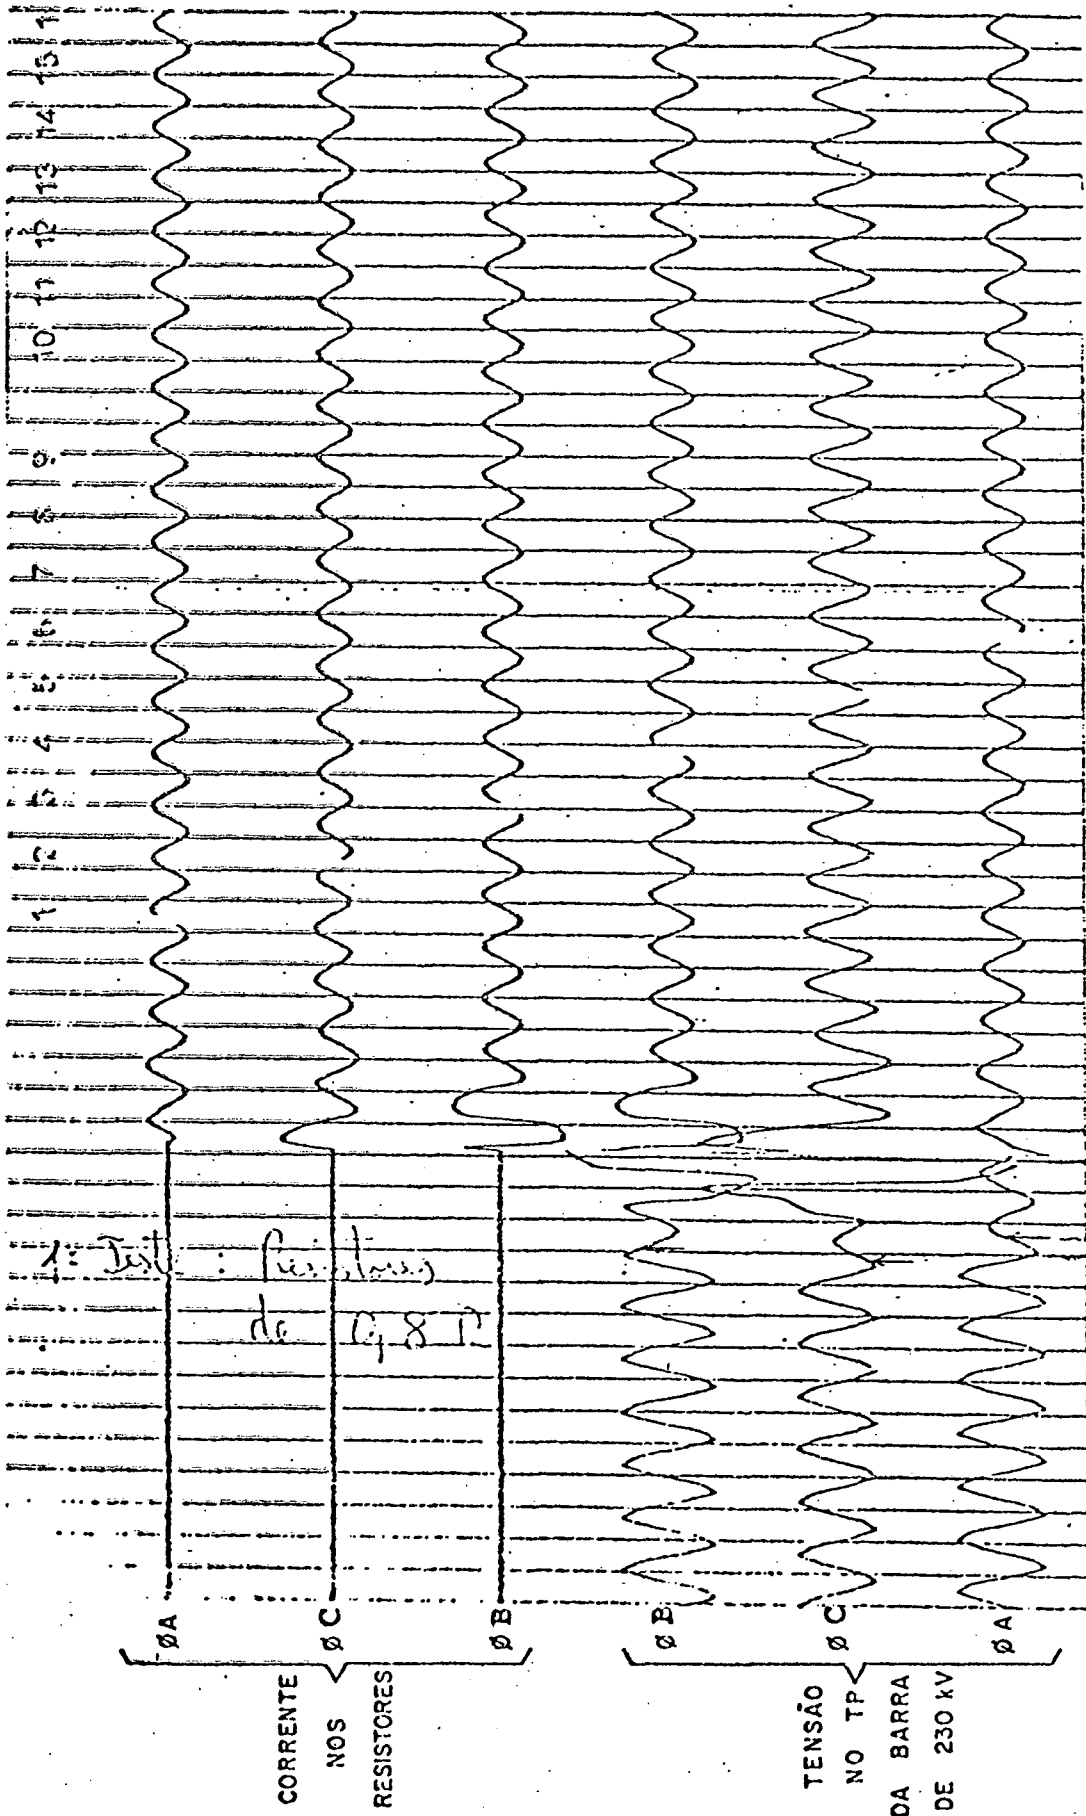 1 2 3 4 5 6 7 8 9 10 11 12 13 14 15 1
ØA
ØC
ØB
CORRENTE
NOS
RESISTORES
ØB
ØC
ØA
TENSÃO
NO TP
DA BARRA
DE 230 kV